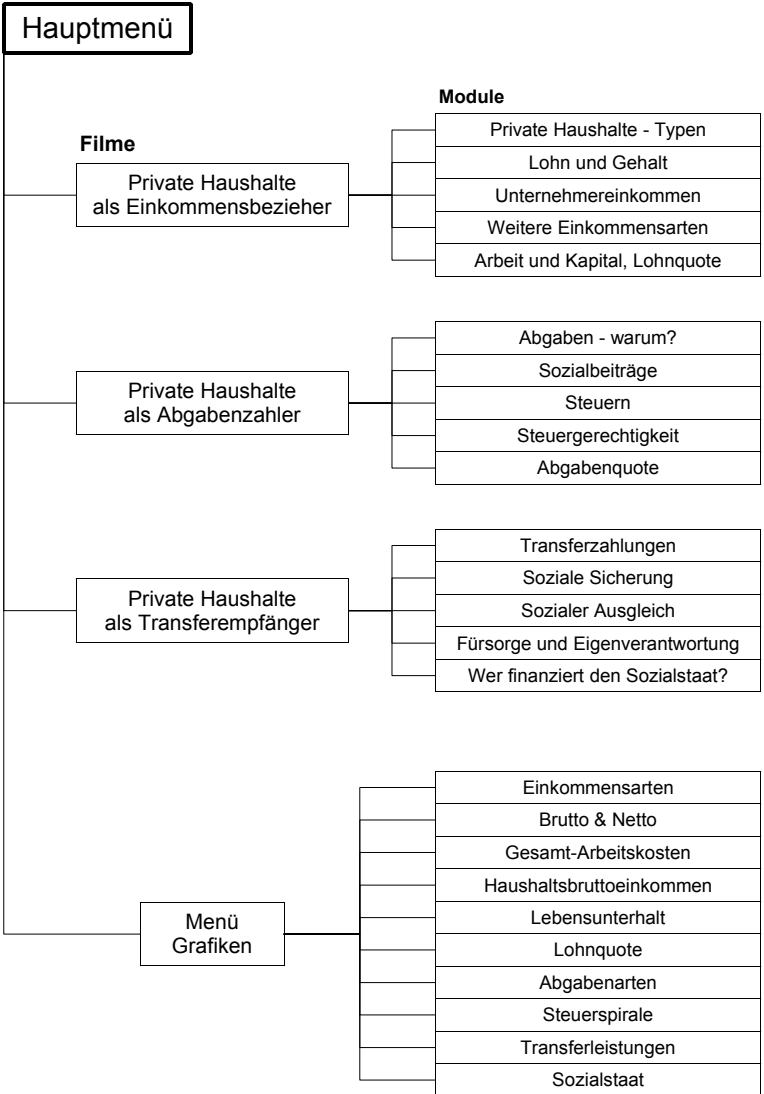 Hauptmenü
Module
Filme
Private Haushalte
als Einkommensbezieher
Private Haushalte - Typen
Lohn und Gehalt
Unternehmereinkommen
Weitere Einkommensarten
Arbeit und Kapital, Lohnquote
Private Haushalte
als Abgabenzahler
Abgaben - warum?
Sozialbeiträge
Steuern
Steuergerechtigkeit
Abgabenquote
Private Haushalte
als Transferempfänger
Transferzahlungen
Soziale Sicherung
Sozialer Ausgleich
Fürsorge und Eigenverantwortung
Wer finanziert den Sozialstaat?
Menü
Grafiken
Einkommensarten
Brutto & Netto
Gesamt-Arbeitskosten
Haushaltsbruttoeinkommen
Lebensunterhalt
Lohnquote
Abgabenarten
Steuerspirale
Transferleistungen
Sozialstaat